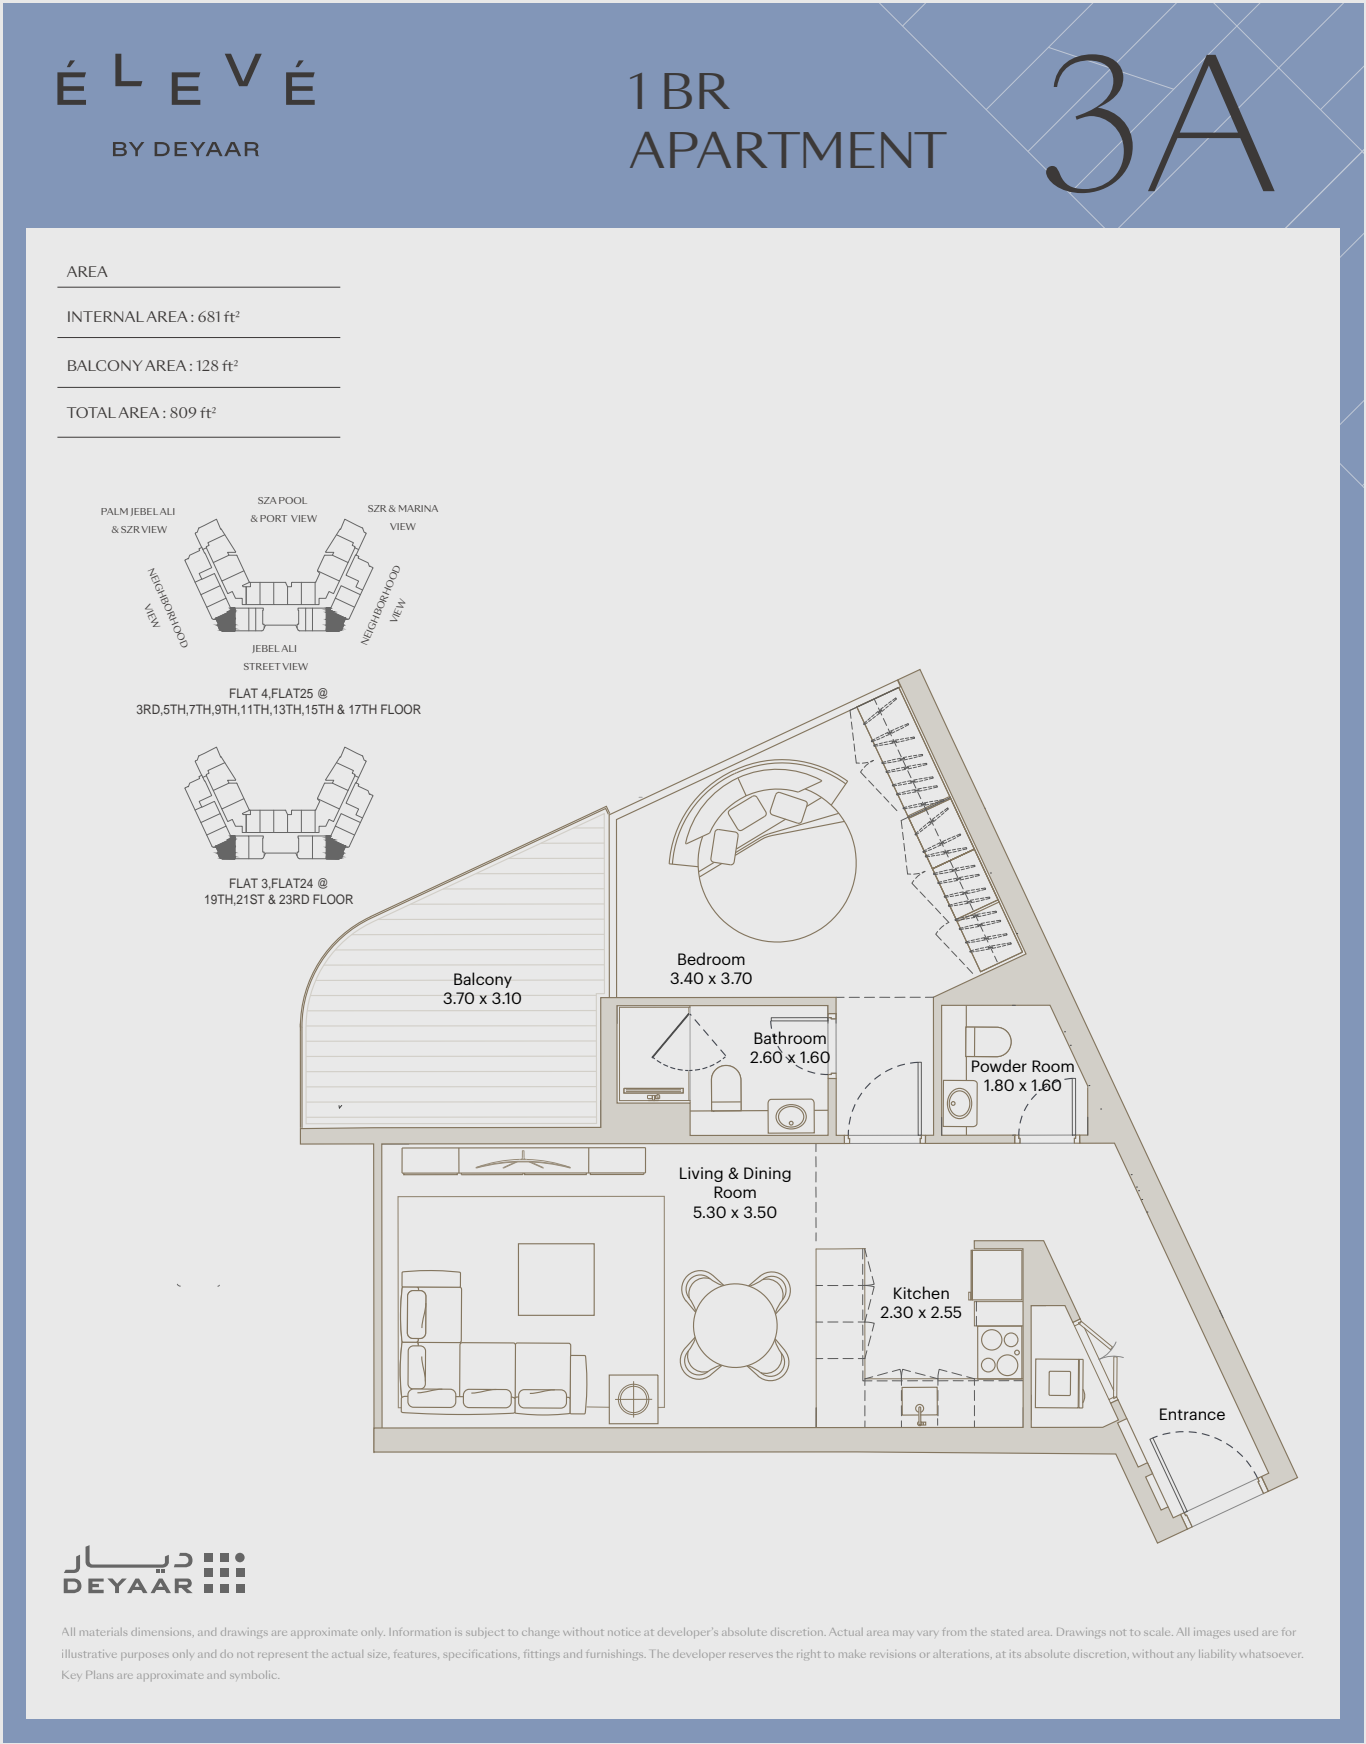 ÉLEVÉ
BY DEYAAR
1 BR
APARTMENT
3A
AREA
INTERNAL AREA : 681 ft²
BALCONY AREA : 128 ft²
TOTAL AREA : 809 ft²
PALM JEBEL ALI
& SZR VIEW
SZA POOL
& PORT VIEW
SZR & MARINA
VIEW
NEIGHBORHOOD
VIEW
NEIGHBORHOOD
VIEW
JEBEL ALI
STREET VIEW
FLAT 4,FLAT25 @
3RD,5TH,7TH,9TH,11TH,13TH,15TH & 17TH FLOOR
FLAT 3,FLAT24 @
19TH,21ST & 23RD FLOOR
Balcony
3.70 x 3.10
Bedroom
3.40 x 3.70
Bathroom
2.60 x 1.60
Powder Room
1.80 x 1.60
Living & Dining
Room
5.30 x 3.50
Kitchen
2.30 x 2.55
Entrance
ديار
DEYAAR
All materials dimensions, and drawings are approximate only. Information is subject to change without notice at developer's absolute discretion. Actual area may vary from the stated area. Drawings not to scale. All images used are for
illustrative purposes only and do not represent the actual size, features, specifications, fittings and furnishings. The developer reserves the right to make revisions or alterations, at its absolute discretion, without any liability whatsoever.
Key Plans are approximate and symbolic.